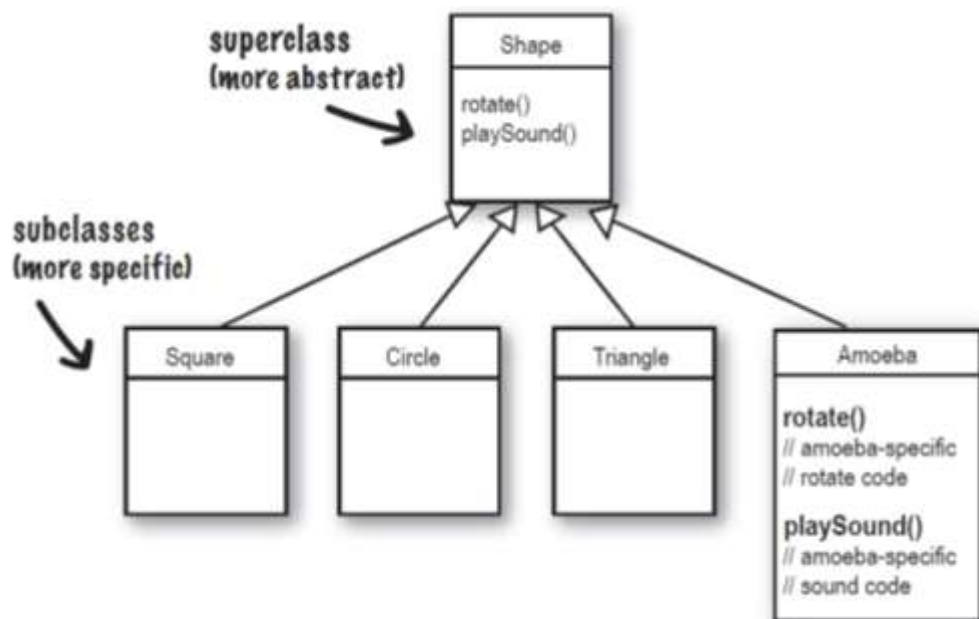 superclass
(more abstract)
Shape
rotate()
playSound()
subclasses
(more specific)
Square
Circle
Triangle
Amoeba
rotate()
// amoeba-specific
// rotate code
playSound()
// amoeba-specific
// sound code